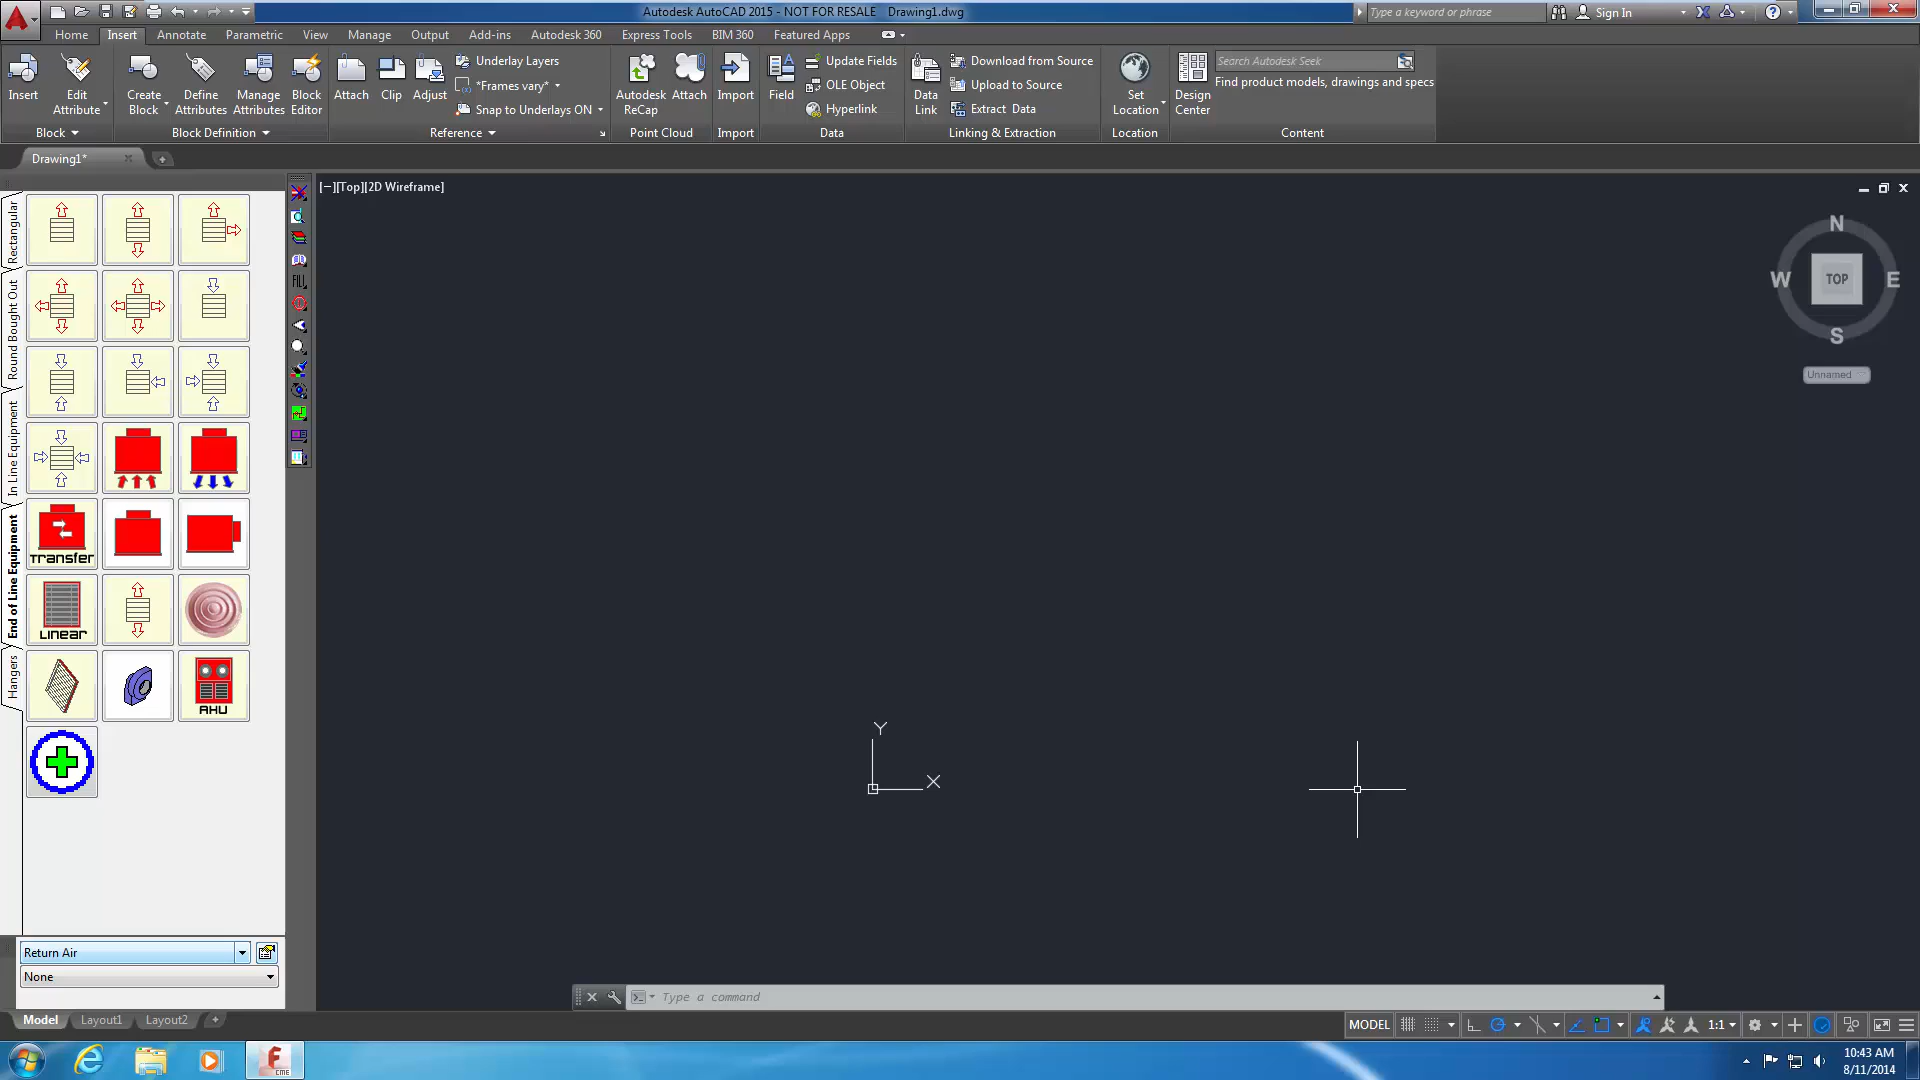 Autodesk AutoCAD 2015 - NOT FOR RESALE Drawing1.dwg
Type a keyword or phrase
Sign In
Home Insert Annotate Parametric View Manage Output Add-ins Autodesk 360 Express Tools BIM 360 Featured Apps
Insert
Edit
Attribute
Create
Block
Define
Attributes
Manage
Attributes
Block
Editor
Attach
Clip
Adjust
Underlay Layers
*Frames vary*
Snap to Underlays ON
Autodesk
ReCap
Attach
Import
Field
Update Fields
OLE Object
Hyperlink
Data
Link
Download from Source
Upload to Source
Extract Data
Set
Location
Design
Center
Search Autodesk Seek
Find product models, drawings and specs
Block
Block Definition
Reference
Point Cloud
Import
Data
Linking & Extraction
Location
Content
Drawing1*
[−][Top][2D Wireframe]
Rectangular
Round Bought Out
In Line Equipment
End of Line Equipment
Hangers
Transfer
Linear
AHU
FILL
N
W
TOP
E
S
Unnamed
Y
X
Return Air
None
Type a command
Model Layout1 Layout2
MODEL
1:1
CME
10:43 AM
8/11/2014